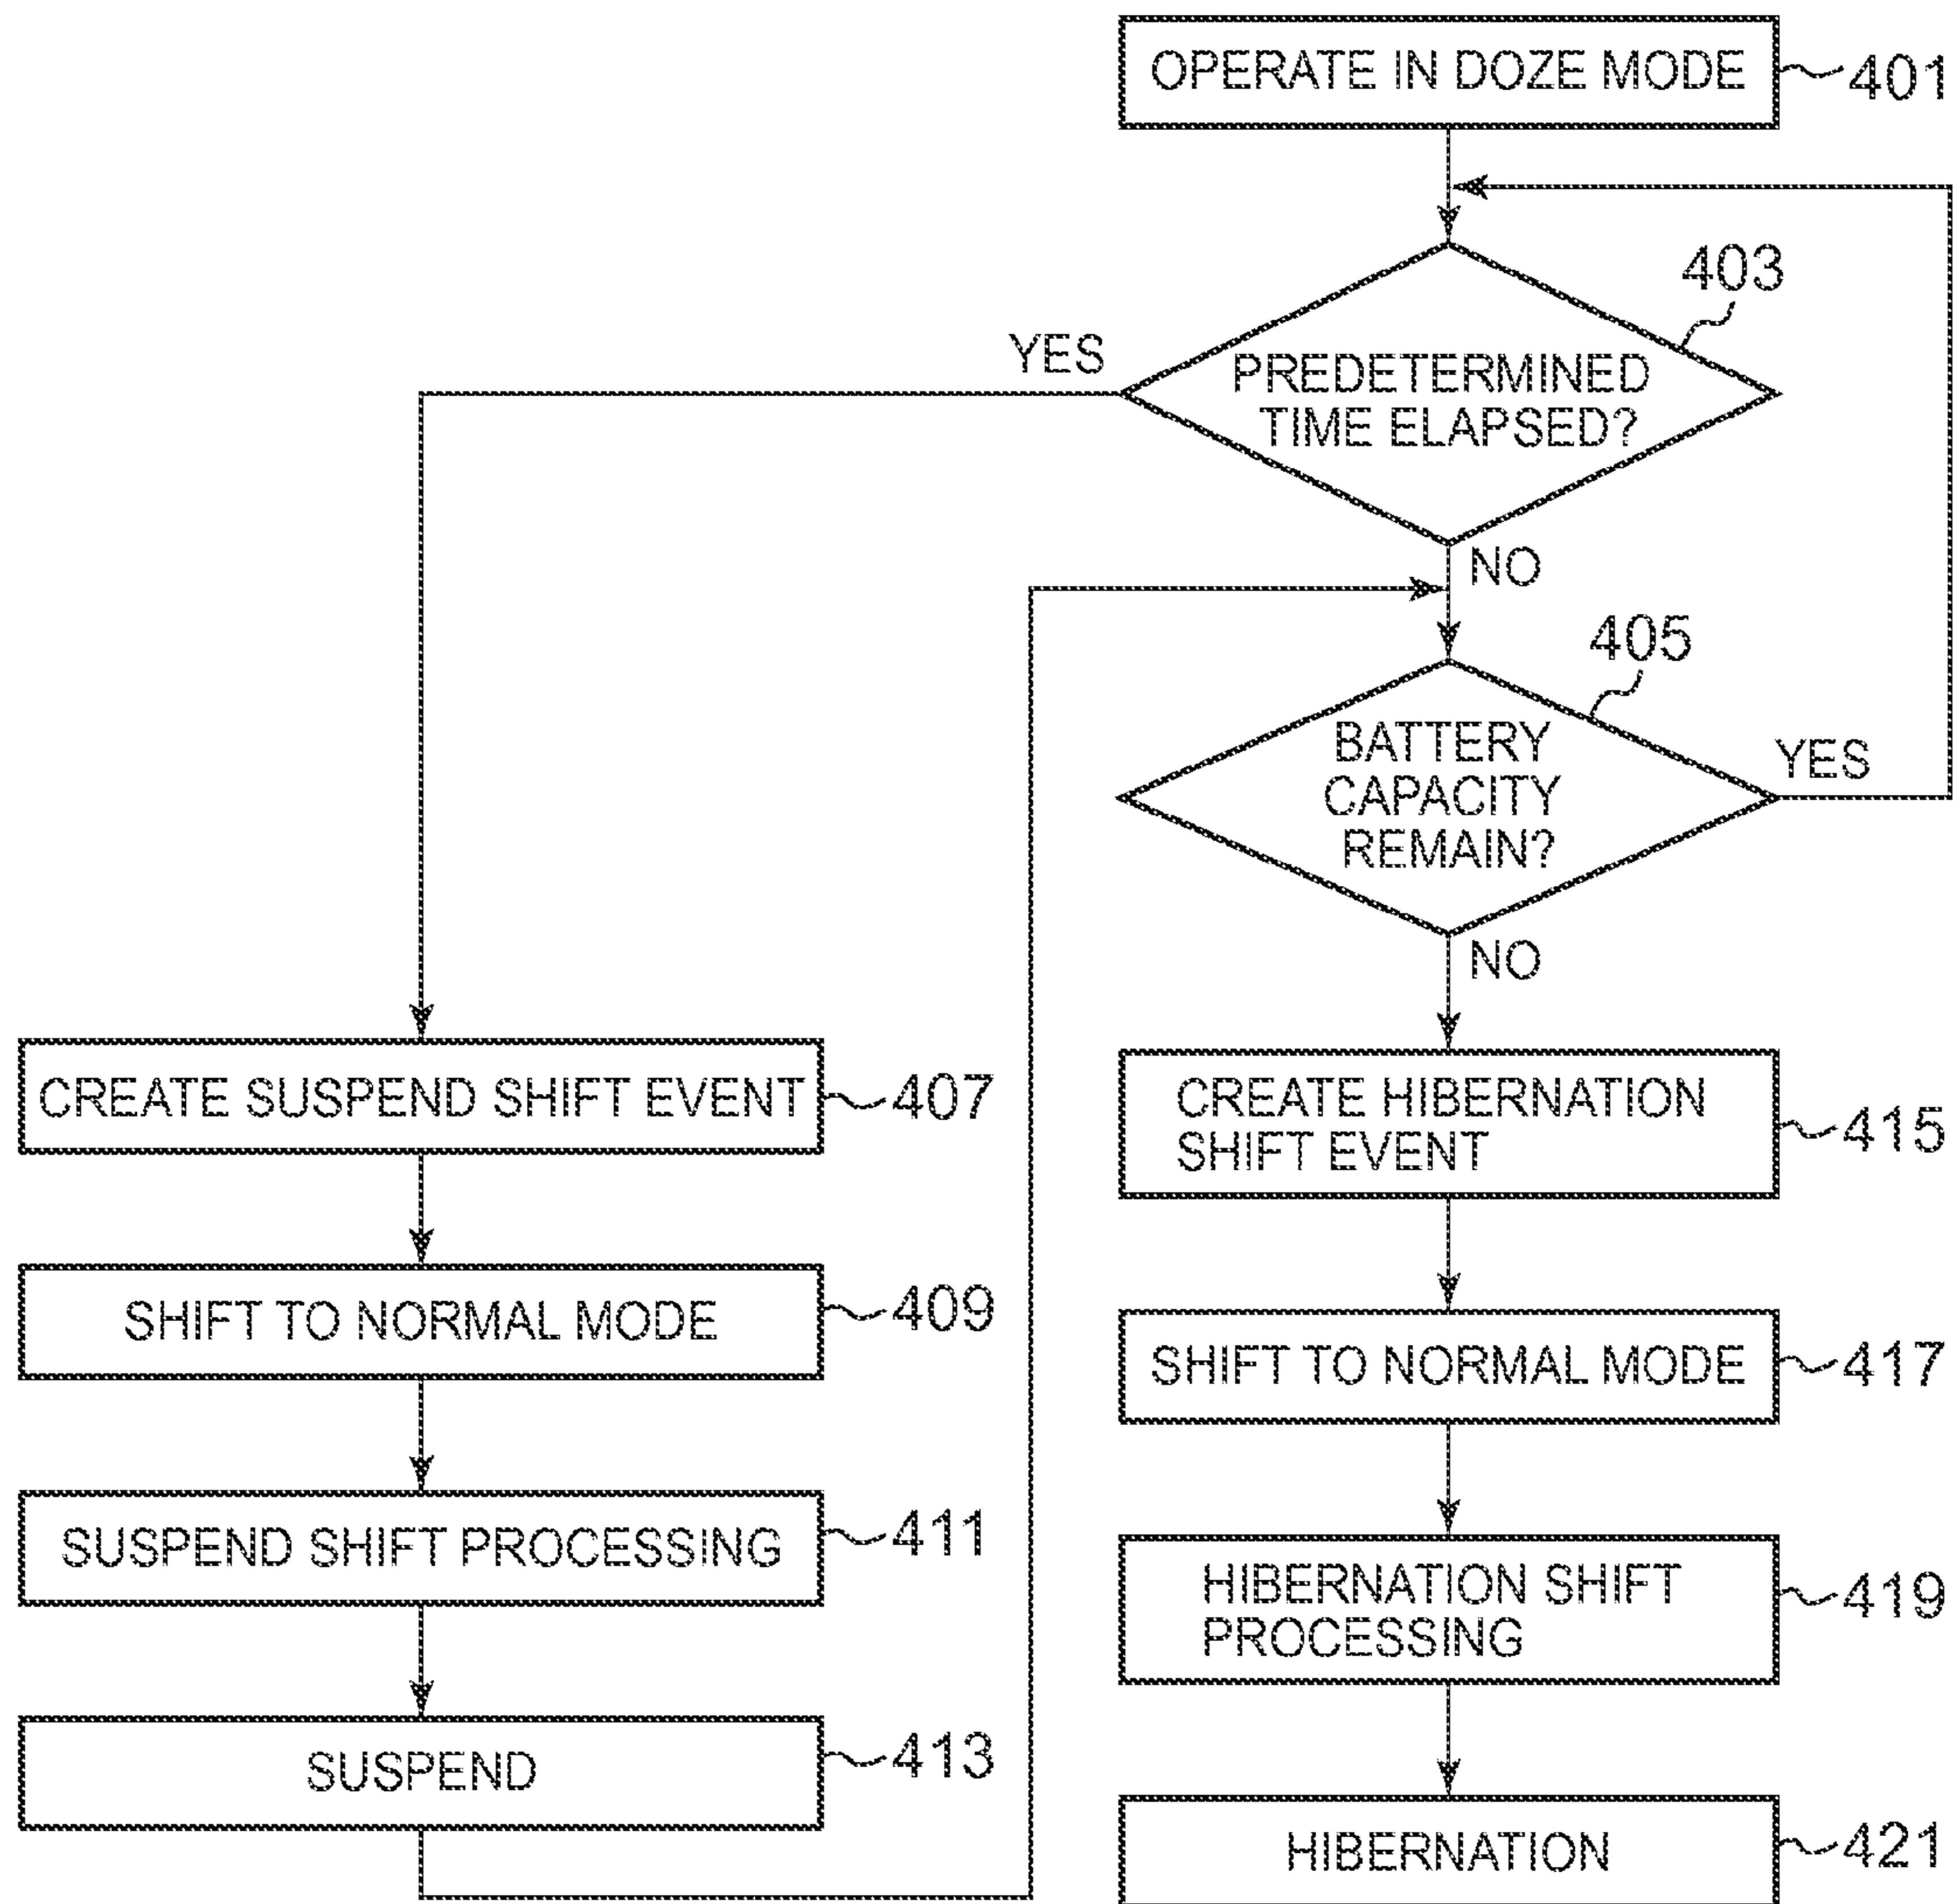 OPERATE IN DOZE MODE
401
403
YES
PREDETERMINED
TIME ELAPSED?
NO
405
BATTERY
CAPACITY
REMAIN?
YES
NO
CREATE SUSPEND SHIFT EVENT
407
SHIFT TO NORMAL MODE
409
SUSPEND SHIFT PROCESSING
411
SUSPEND
413
CREATE HIBERNATION
SHIFT EVENT
415
SHIFT TO NORMAL MODE
417
HIBERNATION SHIFT
PROCESSING
419
HIBERNATION
421